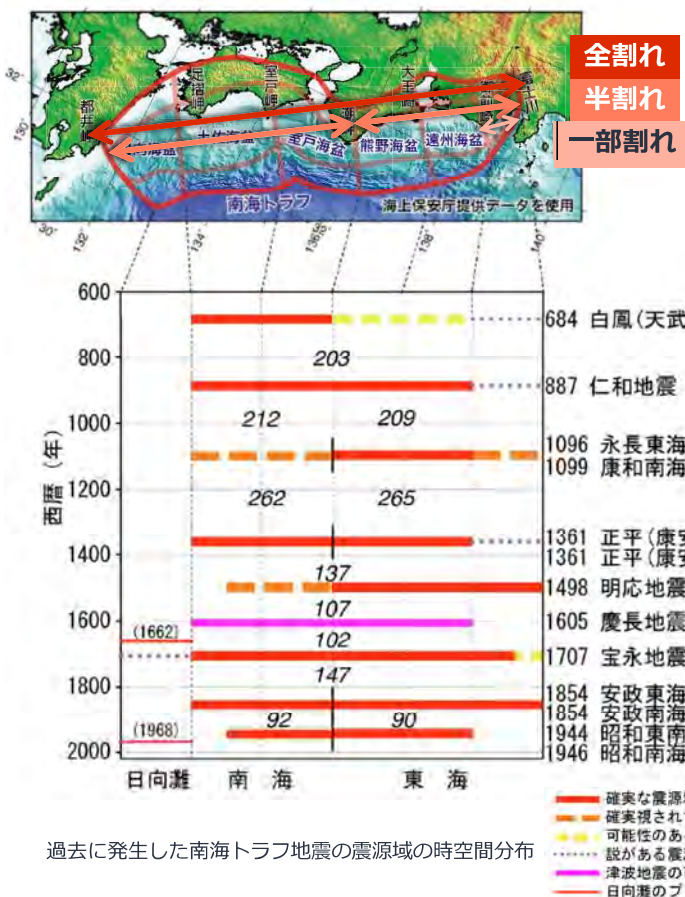 全割れ
半割れ
一部割れ
都井岬
足摺岬
室戸岬
潮岬
大王崎
御前崎
富士川
土佐海盆
室戸海盆
熊野海盆
遠州海盆
南海トラフ
海上保安庁提供データを使用
30°
132°
134°
136°
138°
140°
西暦(年)
600
684 白鳳(天武
203
800
887 仁和地震
212 209
1000
1096 永長東海
1099 康和南海
1200
262 265
1361 正平(康安
1361 正平(康安
1400
137
1498 明応地震
107
1600
1605 慶長地震
(1662)
102
1707 宝永地震
147
1800
1854 安政東海
1854 安政南海
92 90
(1968)
1944 昭和東南
1946 昭和南海
2000
日向灘 南海 東海
確実な震源
確実視され
可能性のあ
説がある震
津波地震の
日向灘のプ
過去に発生した南海トラフ地震の震源域の時空間分布